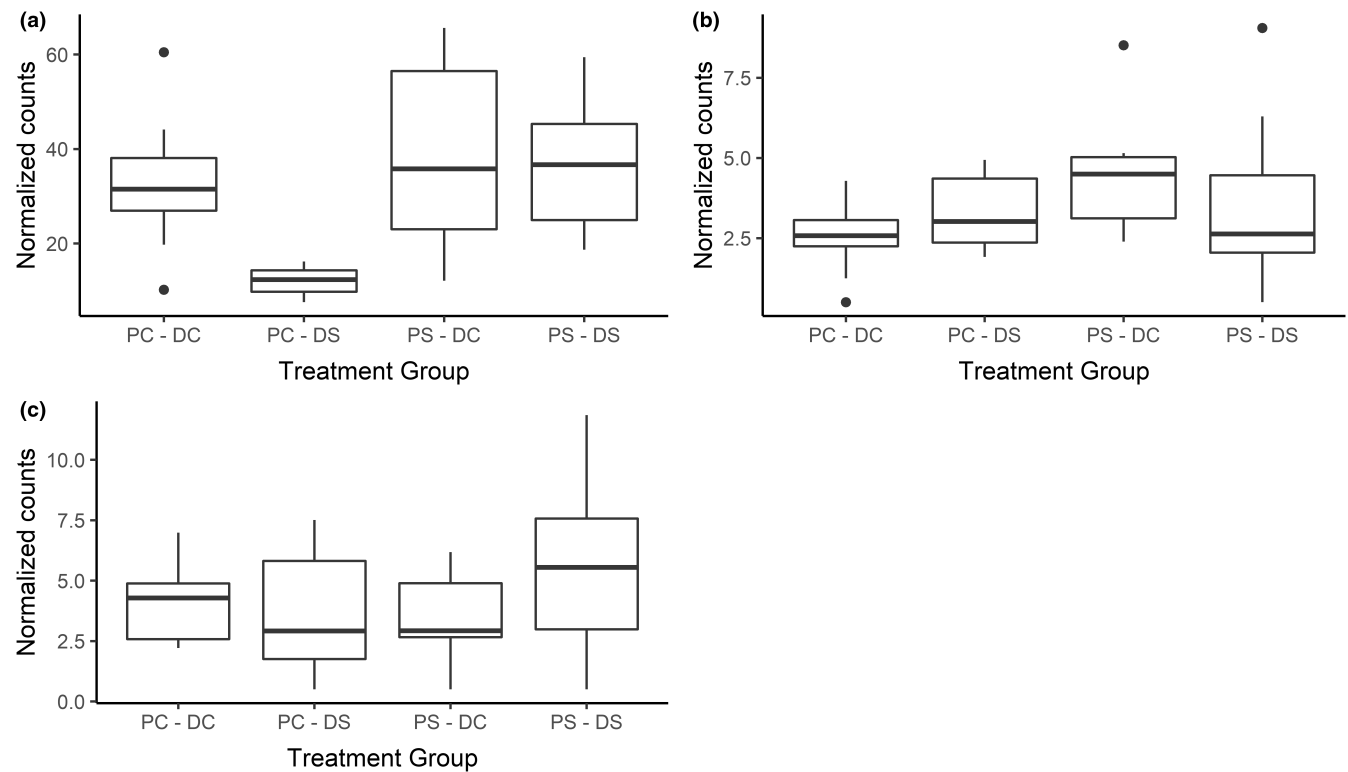 (a)
Normalized counts
60
40
20
PC - DC PC - DS PS - DC PS - DS
Treatment Group
(b)
Normalized counts
7.5
5.0
2.5
PC - DC PC - DS PS - DC PS - DS
Treatment Group
(c)
Normalized counts
10.0
7.5
5.0
2.5
0.0
PC - DC PC - DS PS - DC PS - DS
Treatment Group